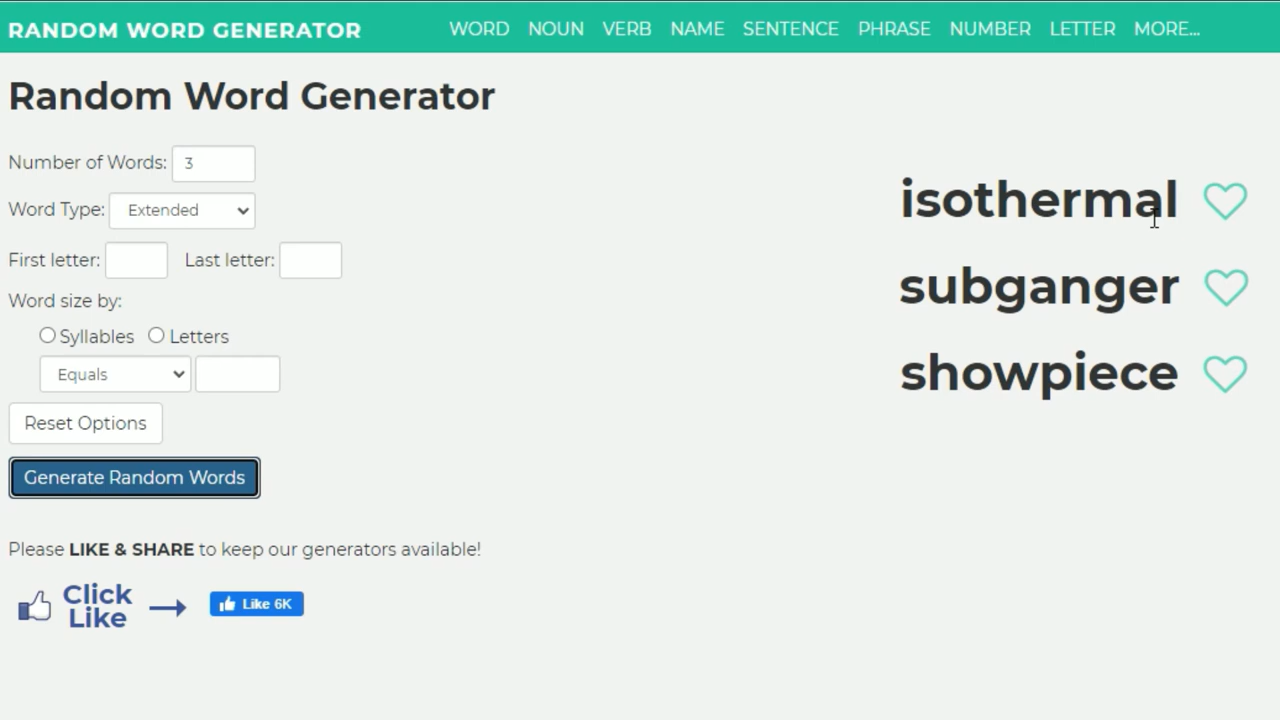 RANDOM WORD GENERATOR WORD NOUN VERB NAME SENTENCE PHRASE NUMBER LETTER MORE...
Random Word Generator
Number of Words: 3
Word Type: Extended
First letter: Last letter:
Word size by:
Syllables Letters
Equals
Reset Options
Generate Random Words
Please LIKE & SHARE to keep our generators available!
Click
Like
Like 6K
isothermal
subganger
showpiece